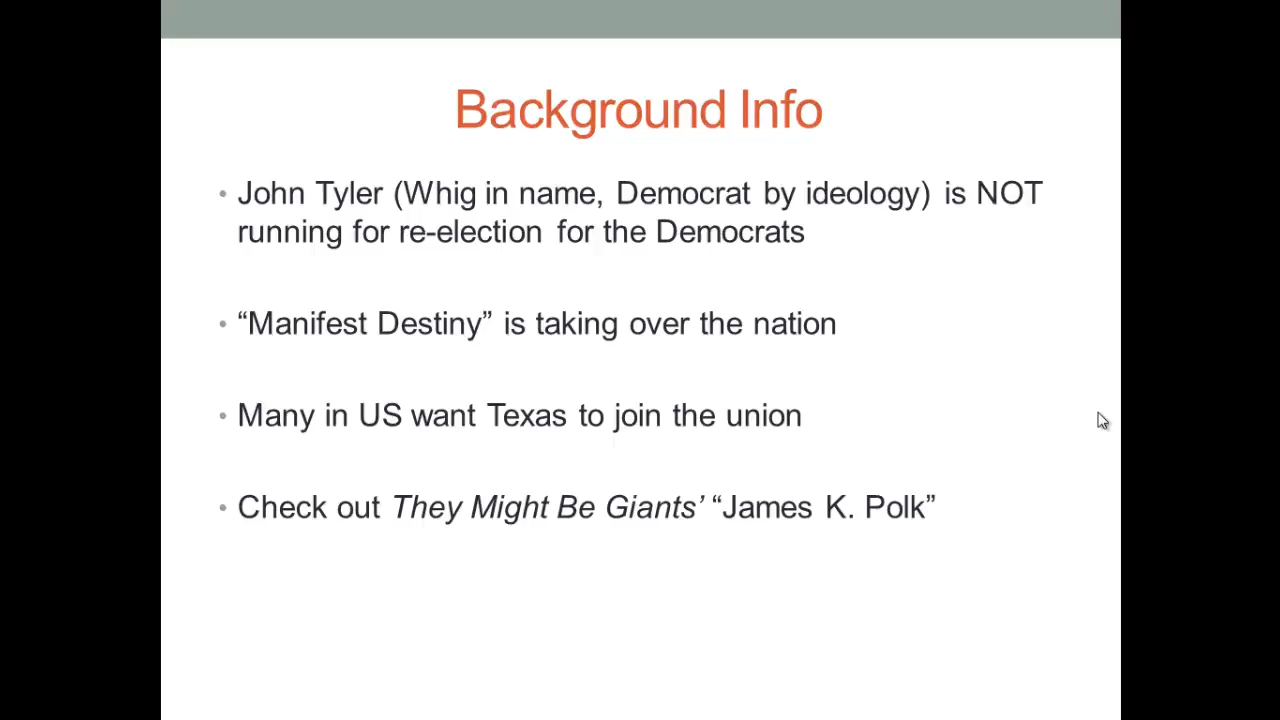 Background Info
• John Tyler (Whig in name, Democrat by ideology) is NOT
running for re-election for the Democrats
• “Manifest Destiny” is taking over the nation
• Many in US want Texas to join the union
• Check out They Might Be Giants’ “James K. Polk”